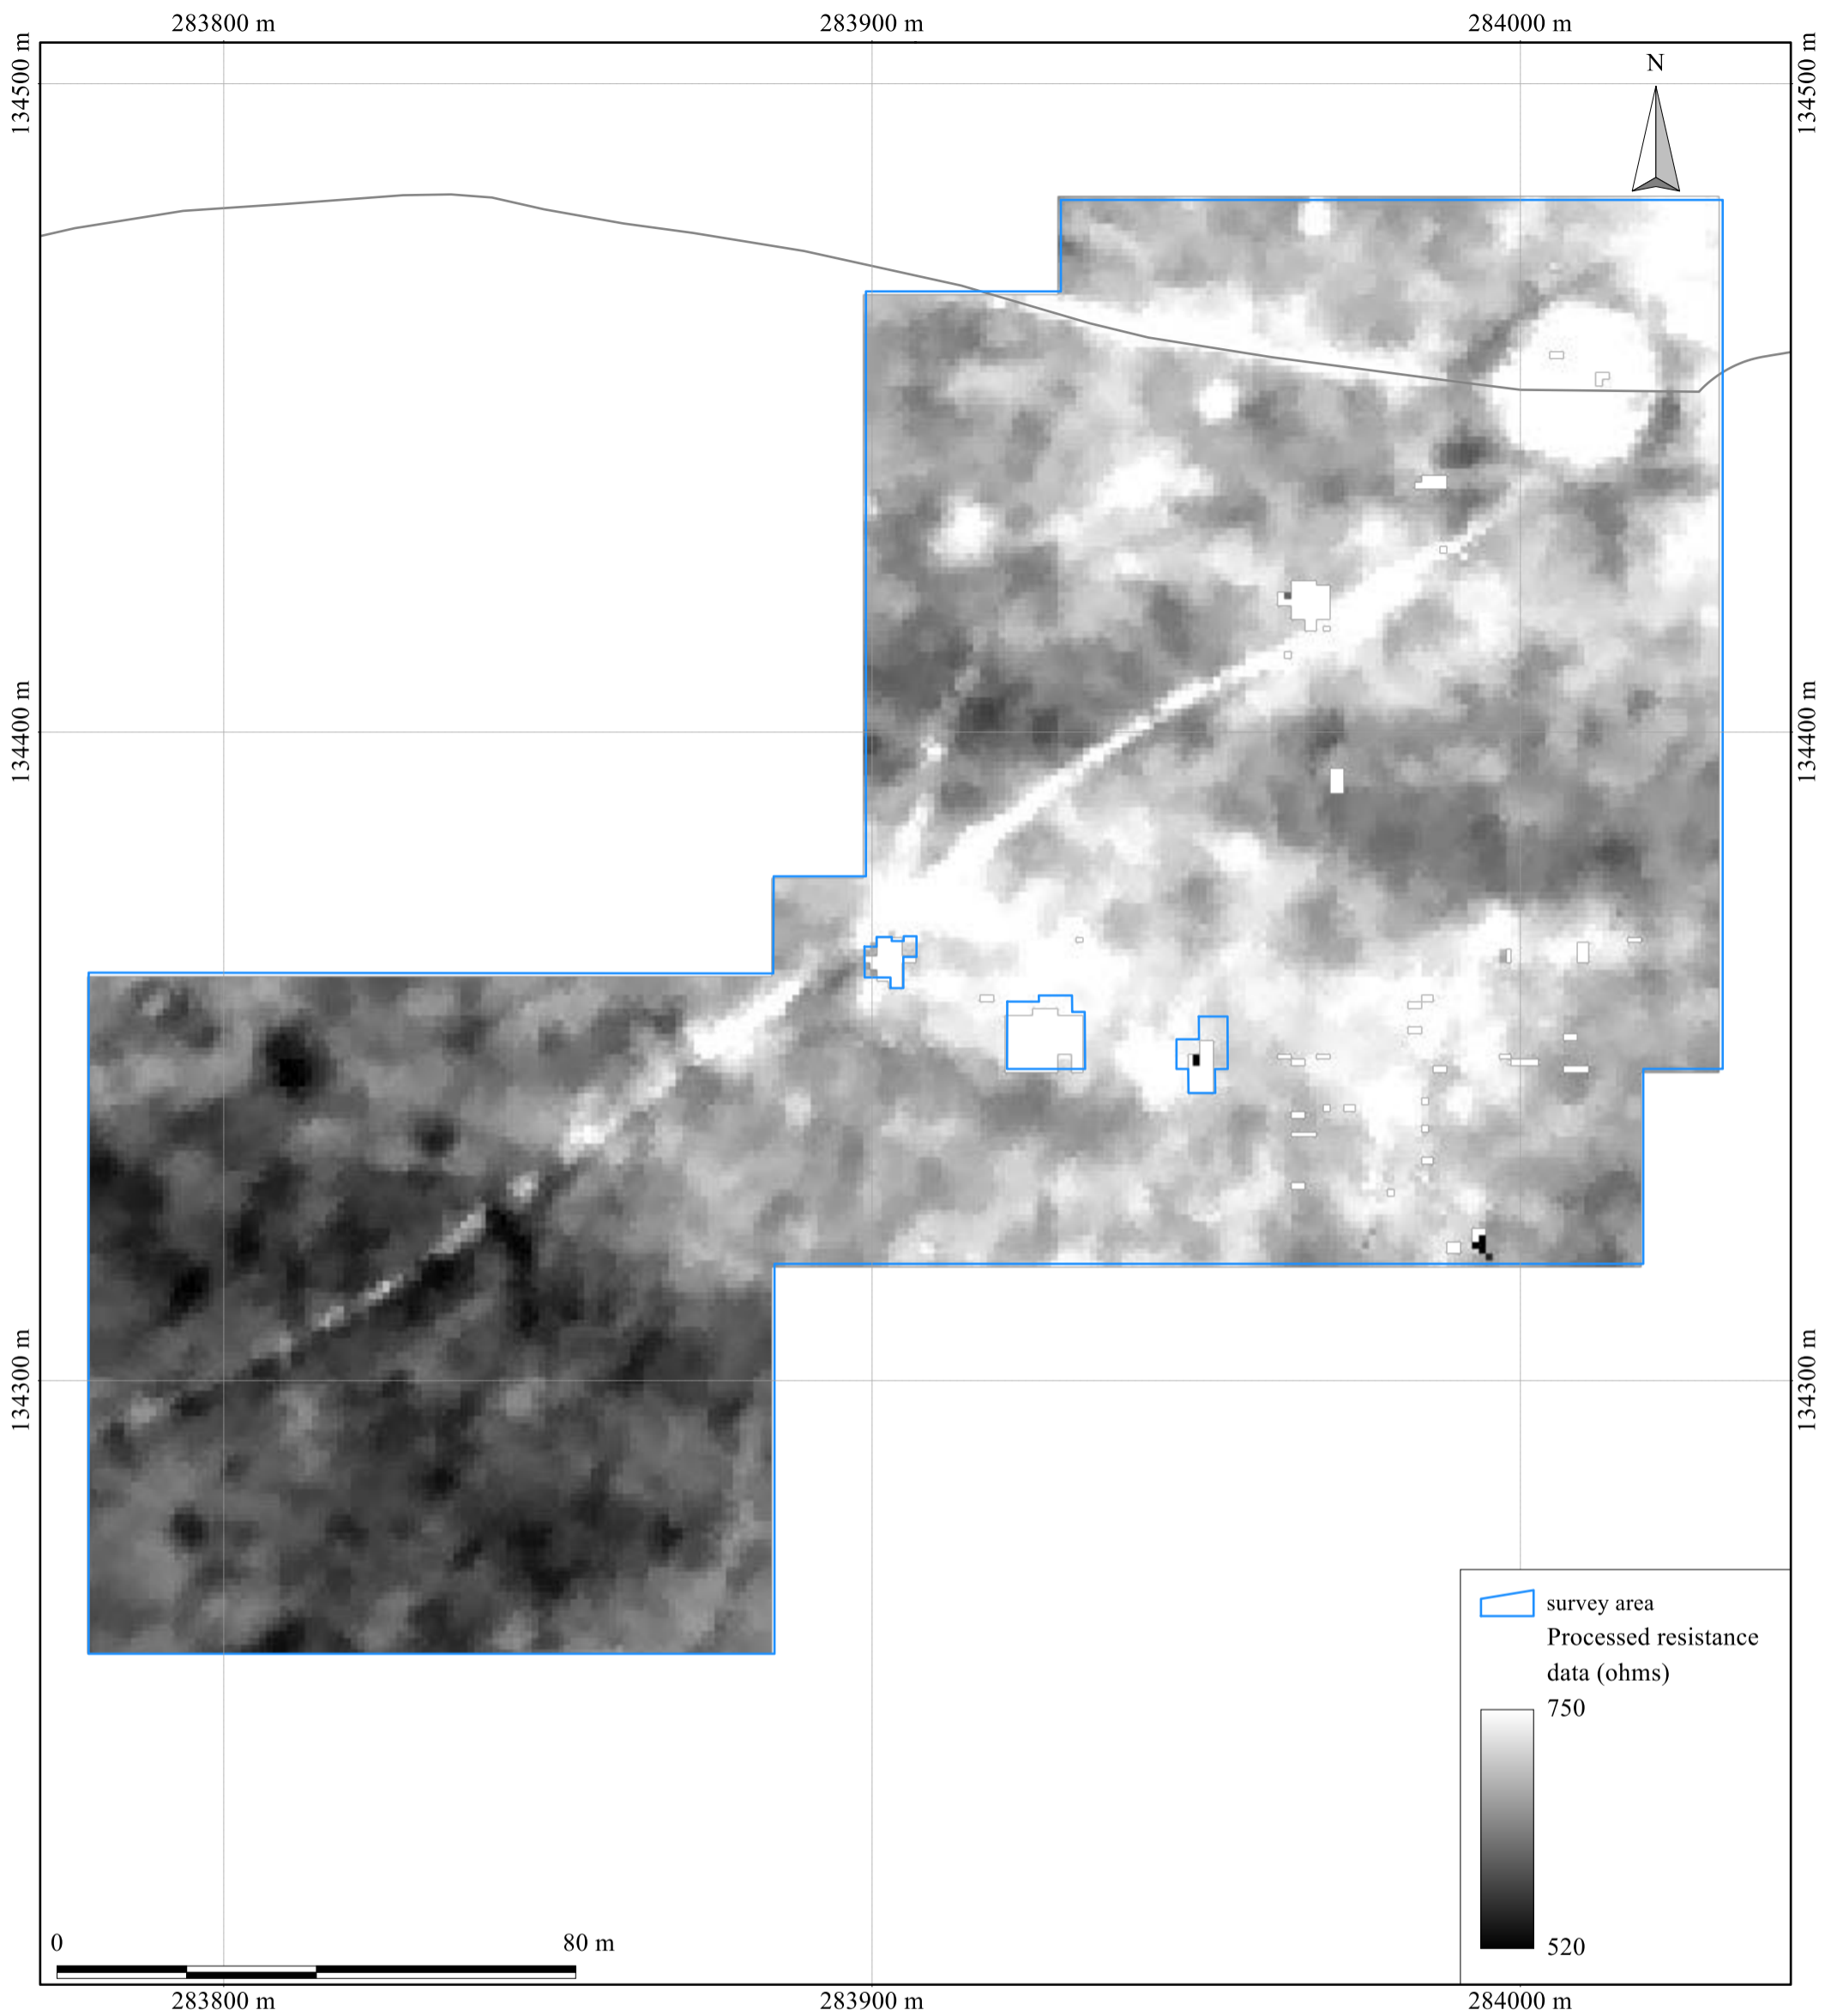 283800 m 283900 m 284000 m
134500 m 134500 m
N
134400 m 134400 m
134300 m 134300 m
survey area
Processed resistance
data (ohms)
750
520
0 80 m
283800 m 283900 m 284000 m